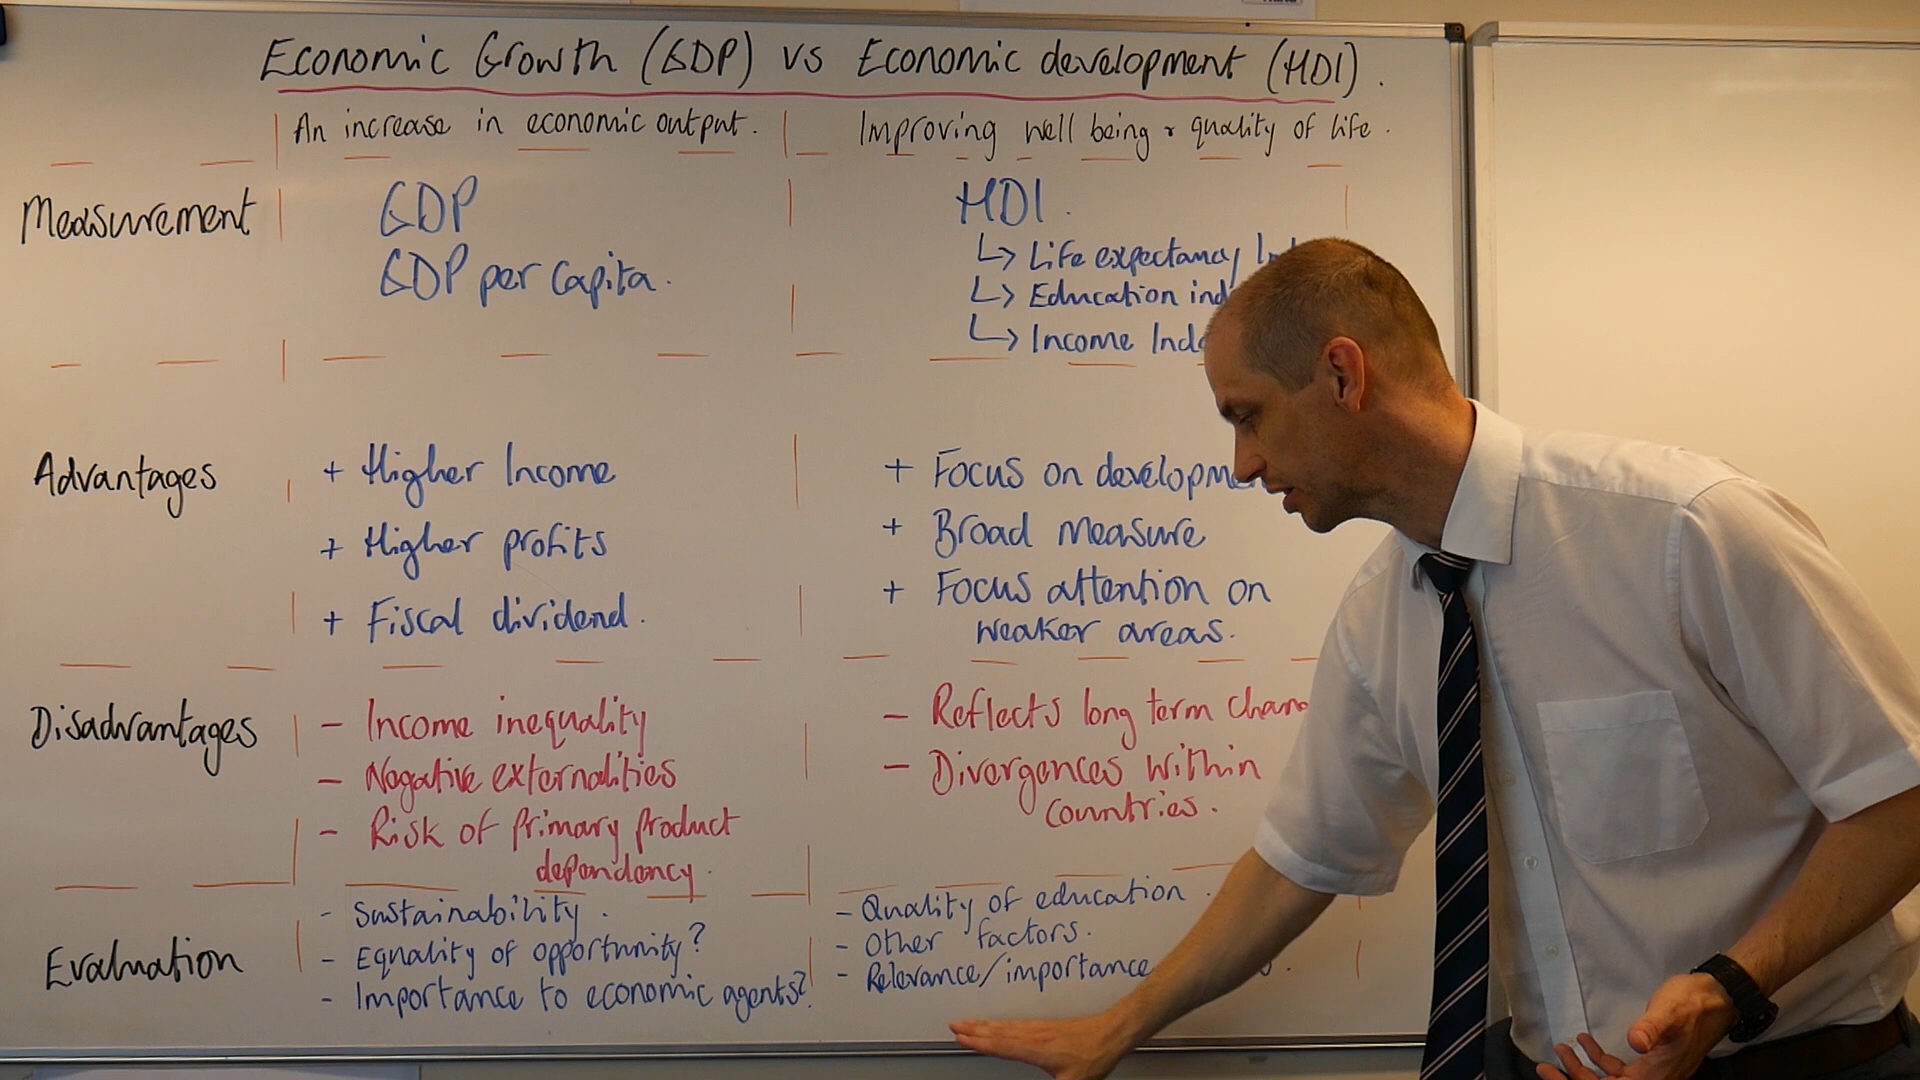 Economic Growth (GDP) vs Economic development (HDI).
An increase in economic output.
Improving well being & quality of life.
Measurement
GDP
GDP per capita.
HDI.
↳ Life expectancy
↳ Education
↳ Income
Advantages
+ Higher Income
+ Higher profits
+ Fiscal dividend.
+ Focus on
+ Broad measure
+ Focus attention on
weaker areas.
Disadvantages
- Income inequality
- Negative externalities
- Risk of primary product
dependency.
- Reflects long term
- Divergences within
countries.
Evaluation
- Sustainability.
- Equality of opportunity?
- Importance to economic agents?
- Quality of education.
- Other factors.
- Relevance/importance